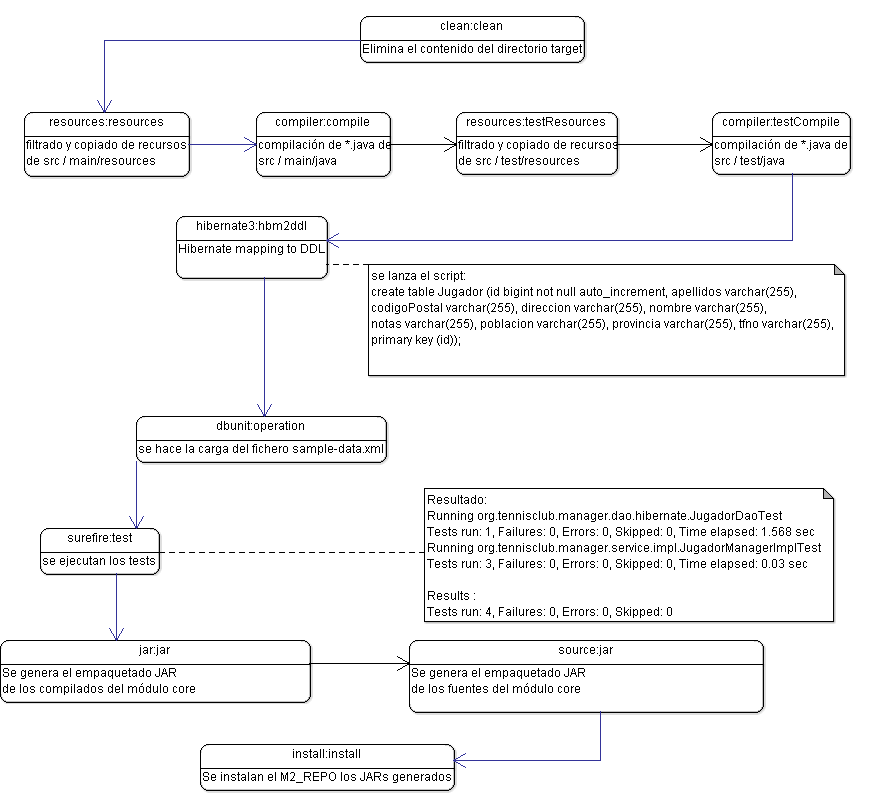 clean:clean
Elimina el contenido del directorio target
resources:resources
filtrado y copiado de recursos
de src / main/resources
compiler:compile
compilación de *.java de
src / main/java
resources:testResources
filtrado y copiado de recursos
de src / test/resources
compiler:testCompile
compilación de *.java de
src / test/java
hibernate3:hbm2ddl
Hibernate mapping to DDL
se lanza el script:
create table Jugador (id bigint not null auto_increment, apellidos varchar(255),
codigoPostal varchar(255), direccion varchar(255), nombre varchar(255),
notas varchar(255), poblacion varchar(255), provincia varchar(255), tfno varchar(255),
primary key (id));
dbunit:operation
se hace la carga del fichero sample-data.xml
surefire:test
se ejecutan los tests
Resultado:
Running org.tennisclub.manager.dao.hibernate.JugadorDaoTest
Tests run: 1, Failures: 0, Errors: 0, Skipped: 0, Time elapsed: 1.568 sec
Running org.tennisclub.manager.service.impl.JugadorManagerImplTest
Tests run: 3, Failures: 0, Errors: 0, Skipped: 0, Time elapsed: 0.03 sec
Results :
Tests run: 4, Failures: 0, Errors: 0, Skipped: 0
jar:jar
Se genera el empaquetado JAR
de los compilados del módulo core
source:jar
Se genera el empaquetado JAR
de los fuentes del módulo core
install:install
Se instalan el M2_REPO los JARs generados